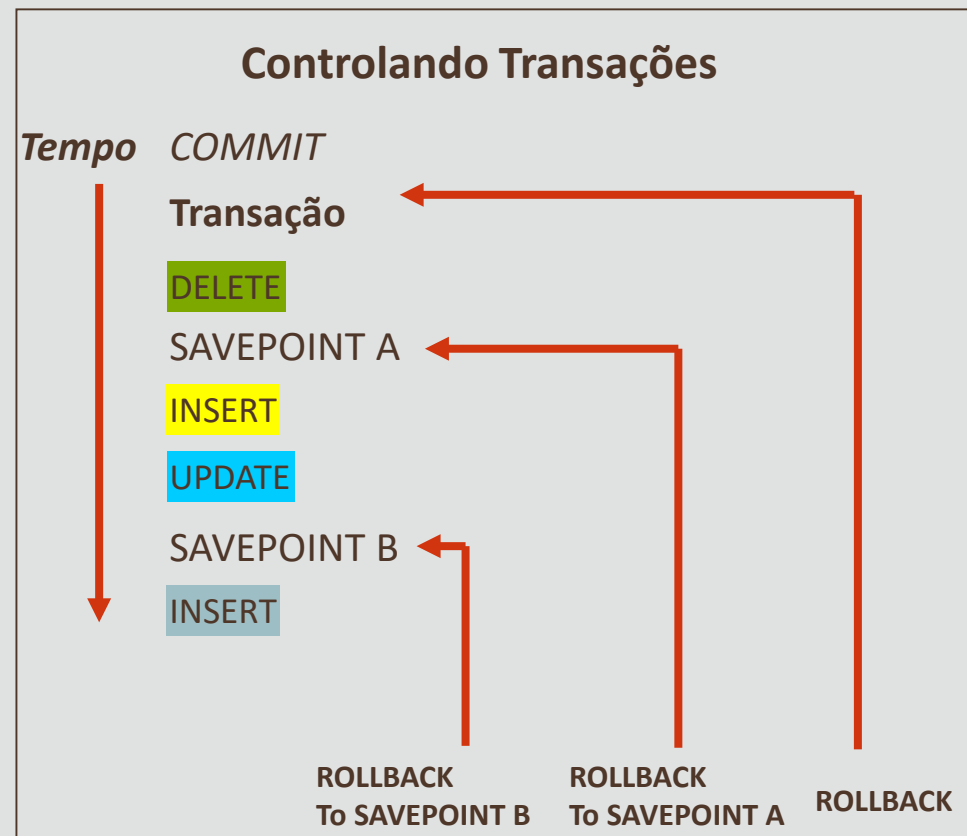 Controlando Transações
Tempo COMMIT
Transação
DELETE
SAVEPOINT A
INSERT
UPDATE
SAVEPOINT B
INSERT
ROLLBACK
To SAVEPOINT B
ROLLBACK
To SAVEPOINT A
ROLLBACK